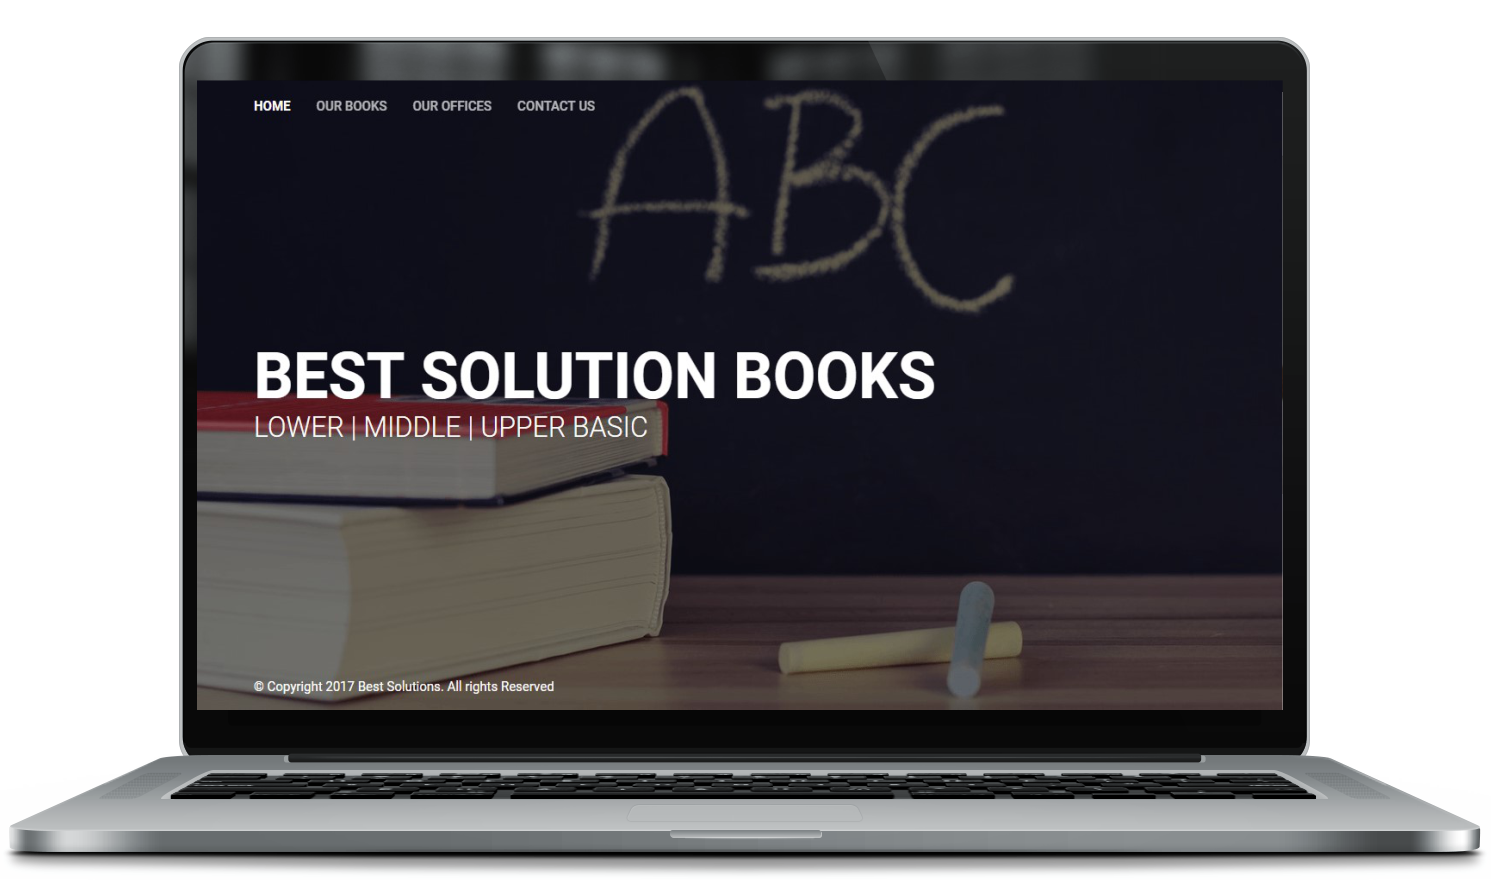 HOME OUR BOOKS OUR OFFICES CONTACT US
ABC
BEST SOLUTION BOOKS
LOWER | MIDDLE | UPPER BASIC
© Copyright 2017 Best Solutions. All rights Reserved